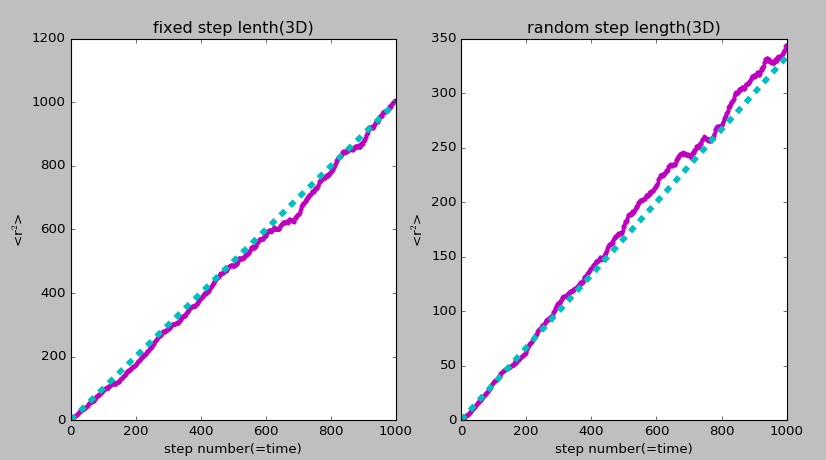 fixed step lenth(3D)
1200
1000
800
600
400
200
0
<r²>
0 200 400 600 800 1000
step number(=time)
random step length(3D)
350
300
250
200
150
100
50
0
<r²>
0 200 400 600 800 1000
step number(=time)